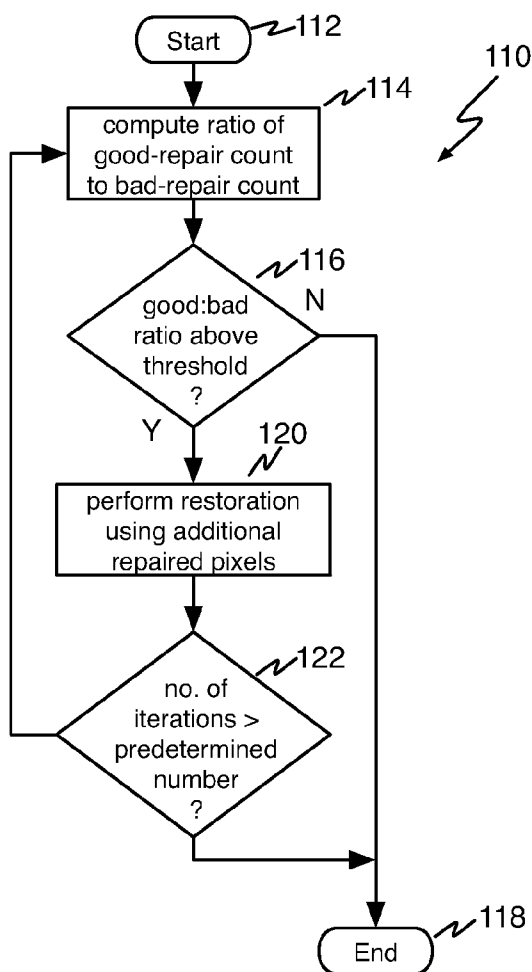 Start
112
110
114
compute ratio of
good-repair count
to bad-repair count
116
N
good:bad
ratio above
threshold
?
Y
120
perform restoration
using additional
repaired pixels
122
no. of
iterations >
predetermined
number
?
118
End